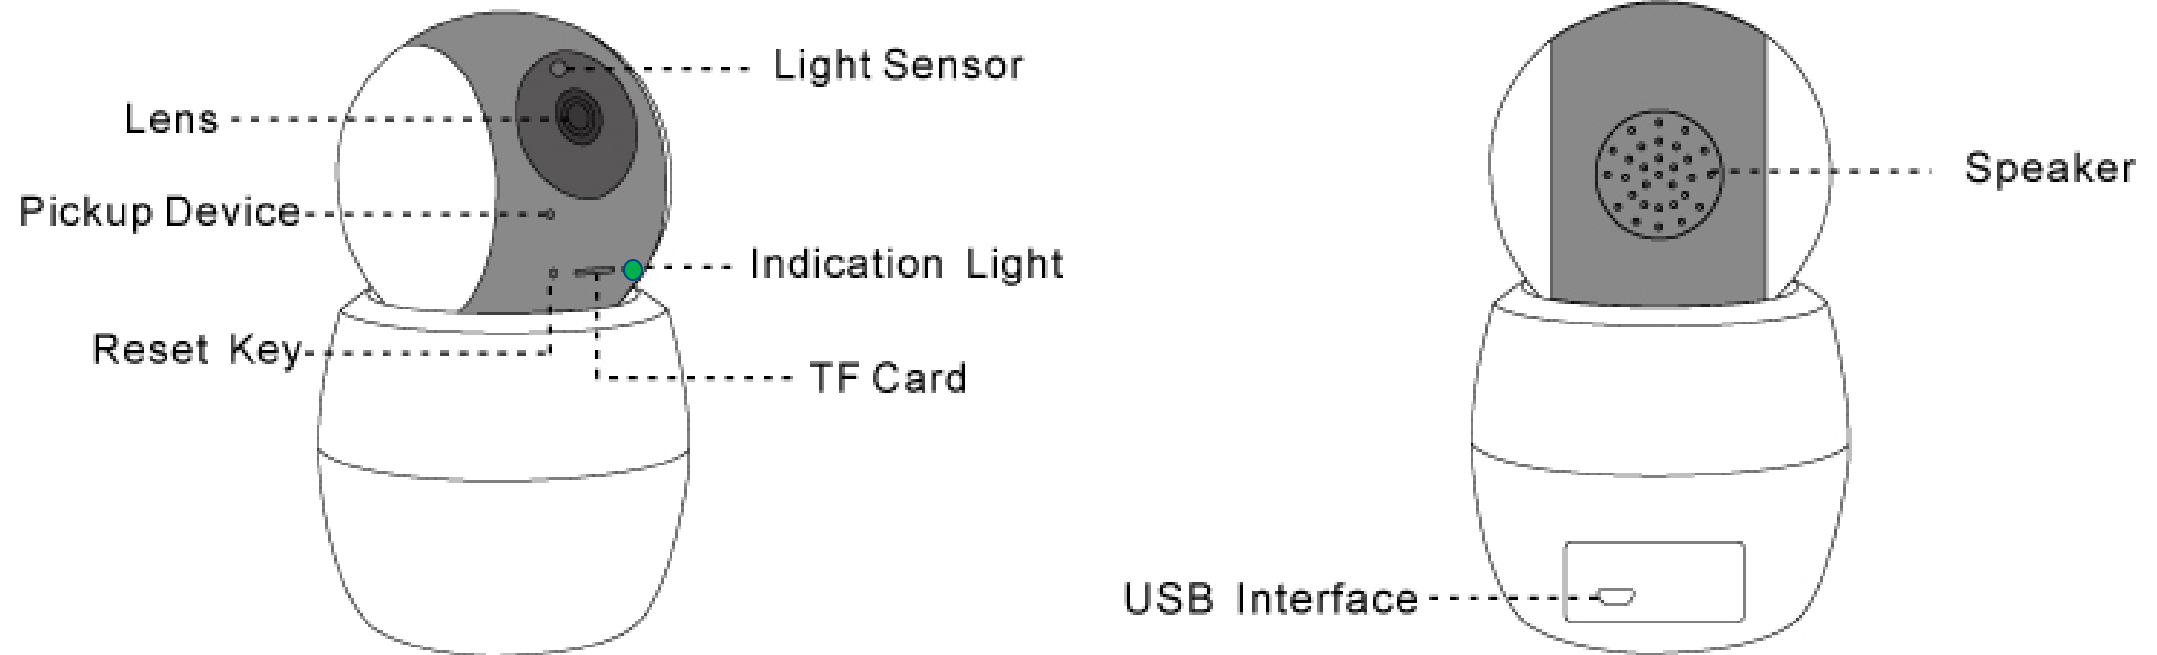 Light Sensor
Lens
Pickup Device
Indication Light
Reset Key
TF Card
Speaker
USB Interface